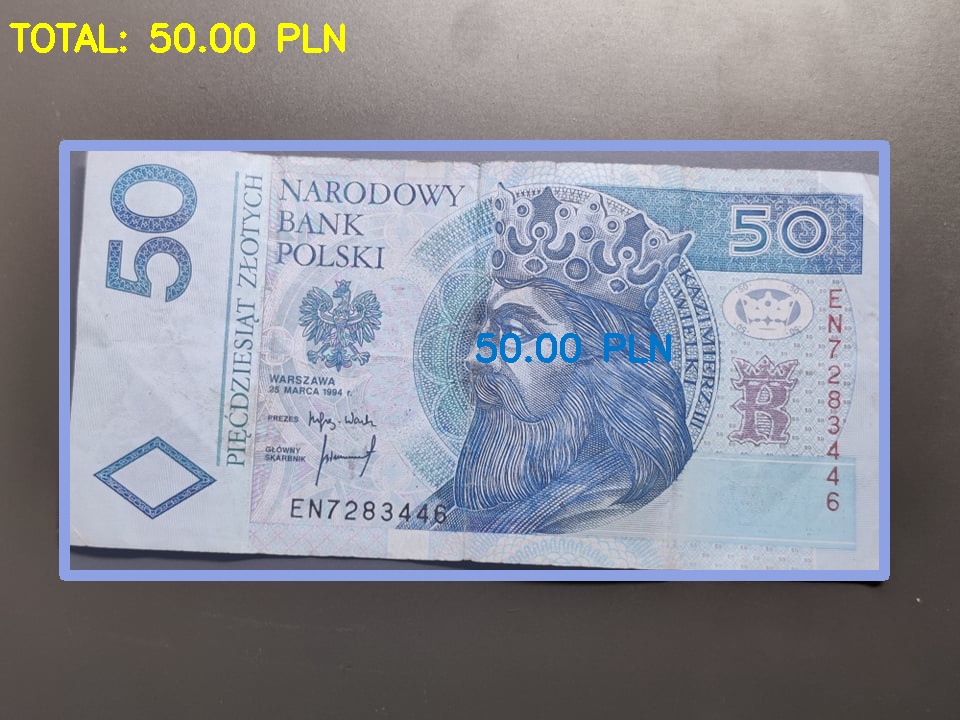 TOTAL: 50.00 PLN
50
PIĘĆDZIESIĄT ZŁOTYCH
NARODOWY
BANK
POLSKI
WARSZAWA
25 MARCA 1994 r.
PREZES
GŁÓWNY
SKARBNIK
EN7283446
50.00 PLN
KAZIMIERZ III WIELKI
50
EN7283446